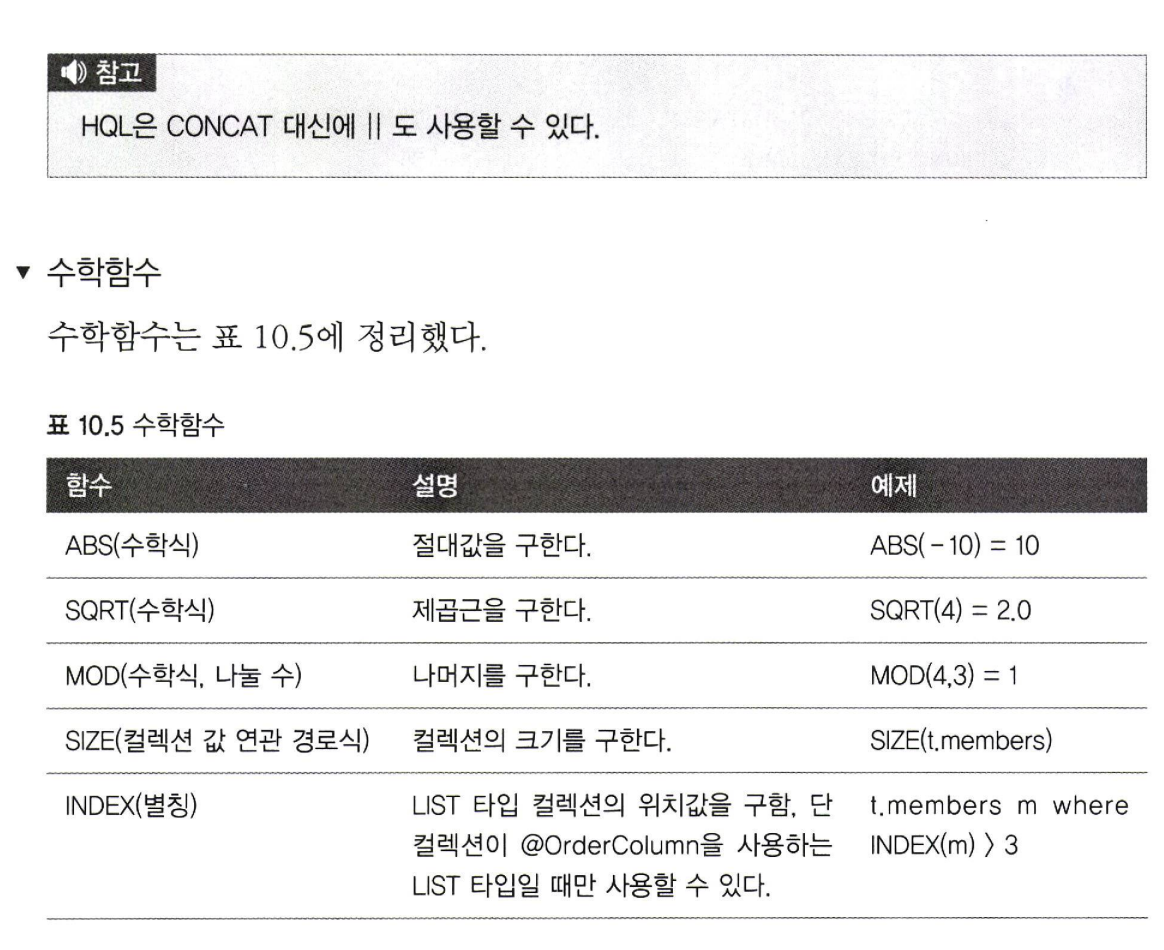 참고
HQL은 CONCAT 대신에 || 도 사용할 수 있다.
▼ 수학함수
수학함수는 표 10.5에 정리했다.
표 10.5 수학함수
함수 설명 예제
ABS(수학식) 절대값을 구한다. ABS(-10) = 10
SQRT(수학식) 제곱근을 구한다. SQRT(4) = 2.0
MOD(수학식, 나눌 수) 나머지를 구한다. MOD(4,3) = 1
SIZE(컬렉션 값 연관 경로식) 컬렉션의 크기를 구한다. SIZE(t.members)
INDEX(별칭) LIST 타입 컬렉션의 위치값을 구함, 단 t.members m where
컬렉션이 @OrderColumn을 사용하는 INDEX(m) > 3
LIST 타입일 때만 사용할 수 있다.